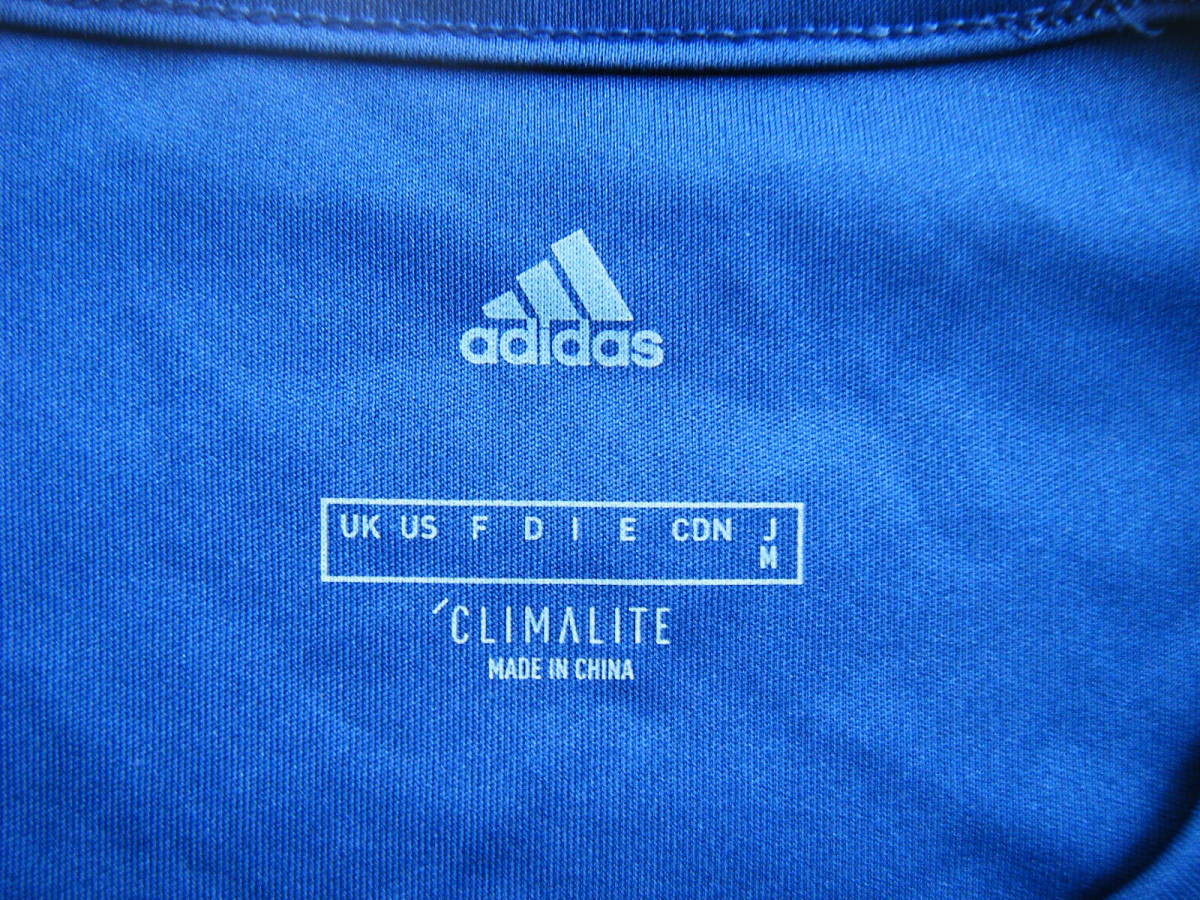 adidas
UK US F D I E CDN J
M
CLIMALITE
MADE IN CHINA